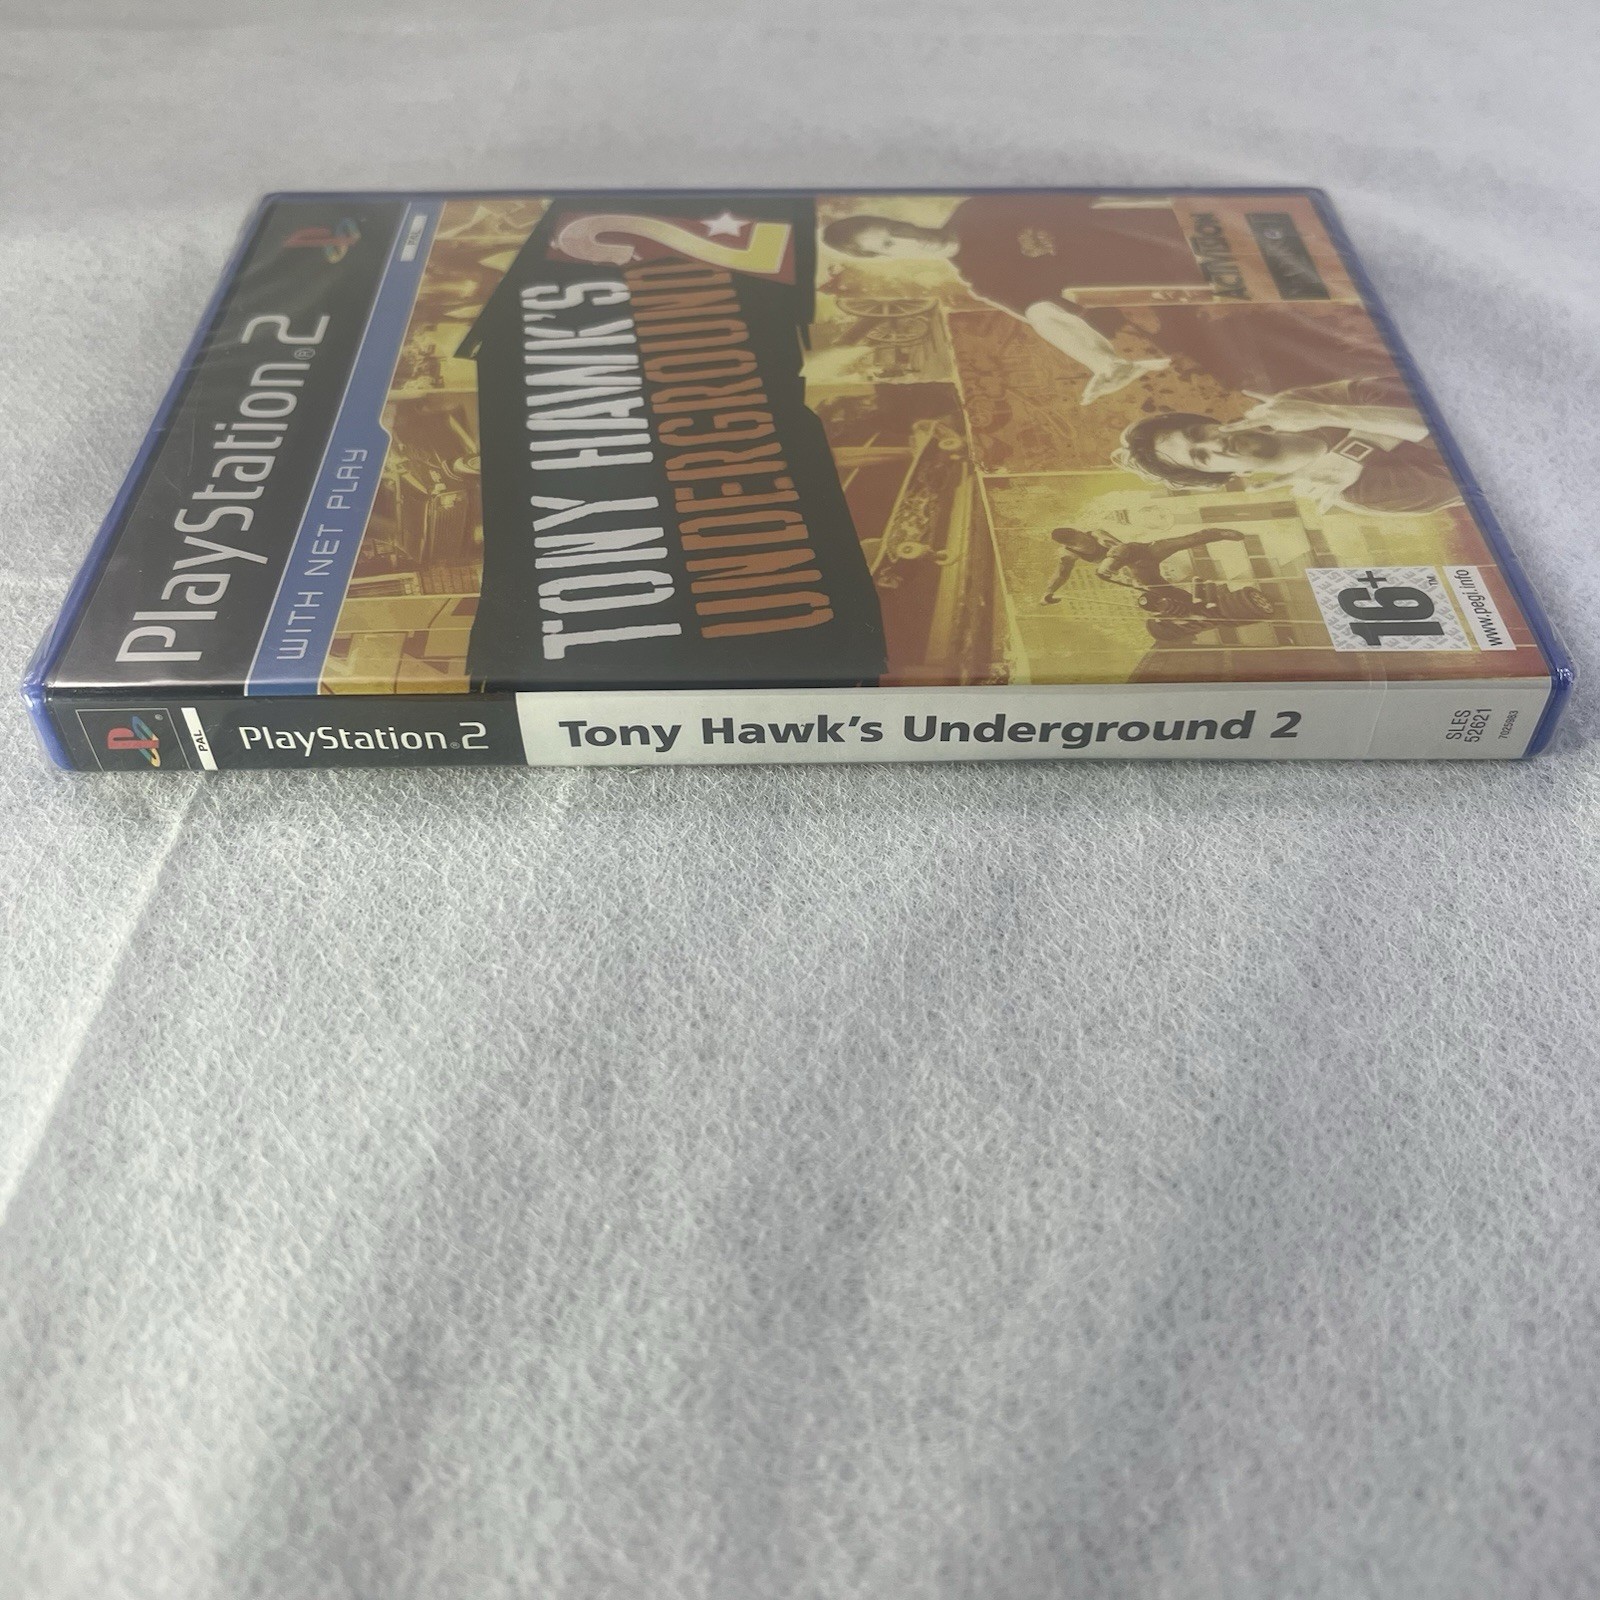 PlayStation®2
PAL
WITH NET PLAY
TONY HAWK'S
UNDERGROUND
2
ACTIVISION
16+
TM
www.pegi.info
PAL
PlayStation®2
Tony Hawk's Underground 2
SLES
52621